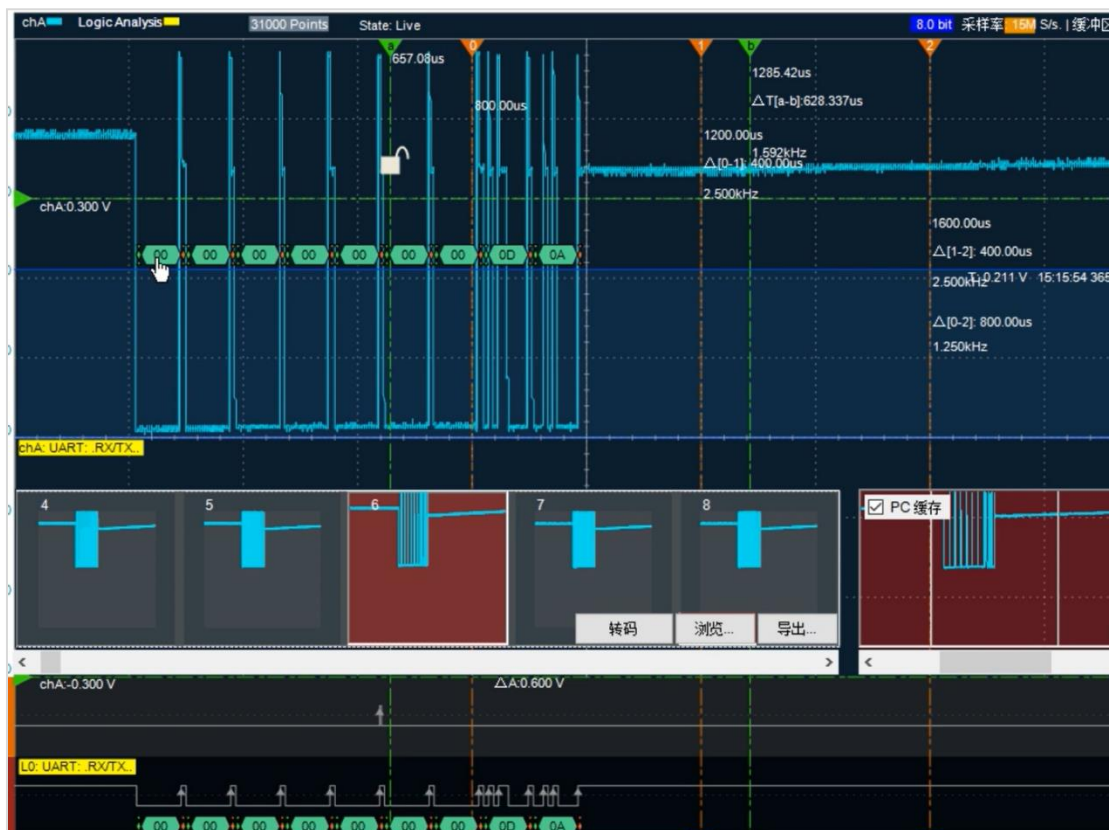 chA Logic Analysis 31000 Points State: Live 8.0 bit 采样率 15M S/s. | 缓冲区
a 0 1 b 2
657.08us
1285.42us
△T[a-b]:628.337us
800.00us
1200.00us
1.592kHz
△[0-1]: 400.00us
2.500kHz
chA:0.300 V
1600.00us
00 00 00 00 00 00 00 0D 0A
△[1-2]: 400.00us
2.500kHz
0.211 V 15:15:54 365
△[0-2]: 800.00us
1.250kHz
chA: UART: .RX/TX..
4 5 6 7 8
PC 缓存
转码 浏览... 导出...
chA:-0.300 V △A:0.600 V
L0: UART: .RX/TX..
00 00 00 00 00 00 00 0D 0A